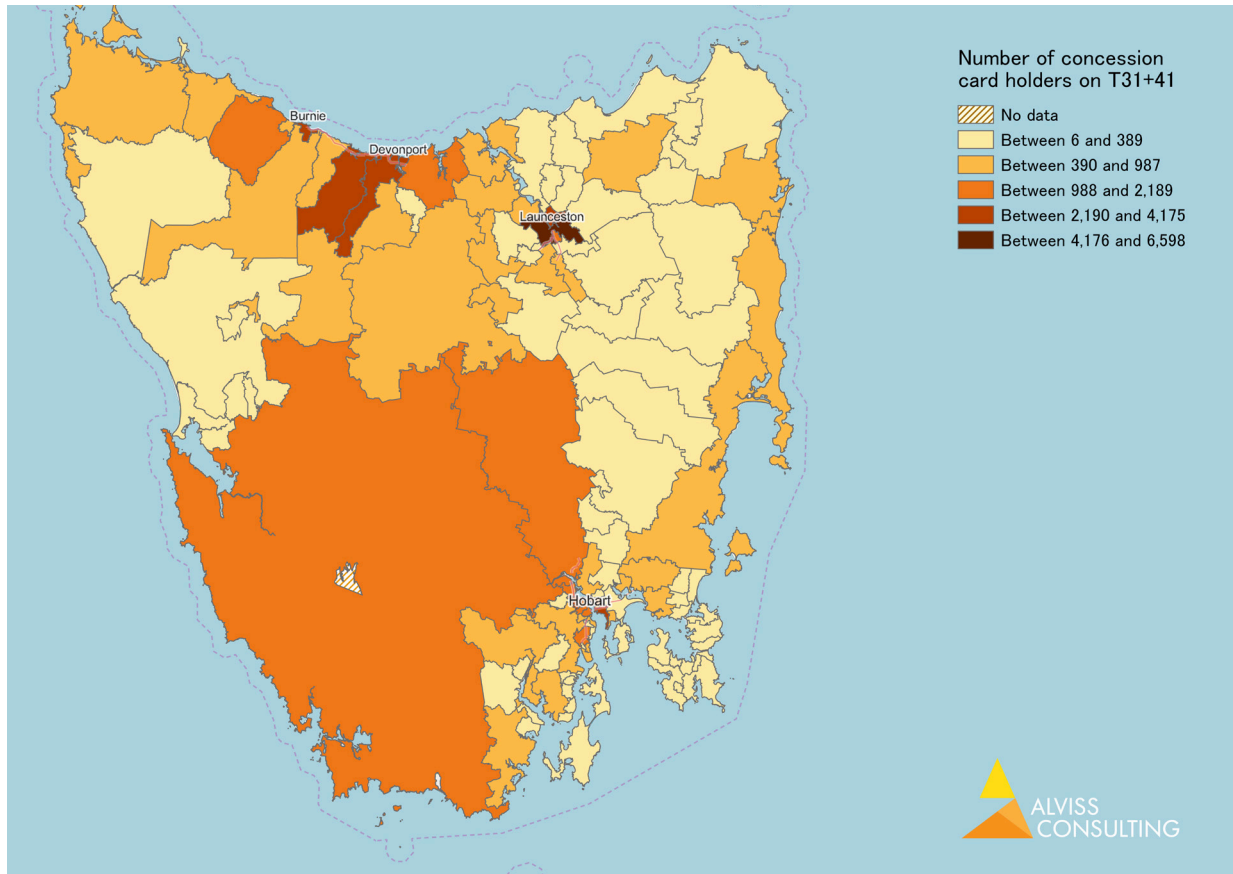 Number of concession
card holders on T31+41
No data
Between 6 and 389
Between 390 and 987
Between 988 and 2,189
Between 2,190 and 4,175
Between 4,176 and 6,598
Burnie
Devonport
Launceston
Hobart
ALVISS
CONSULTING